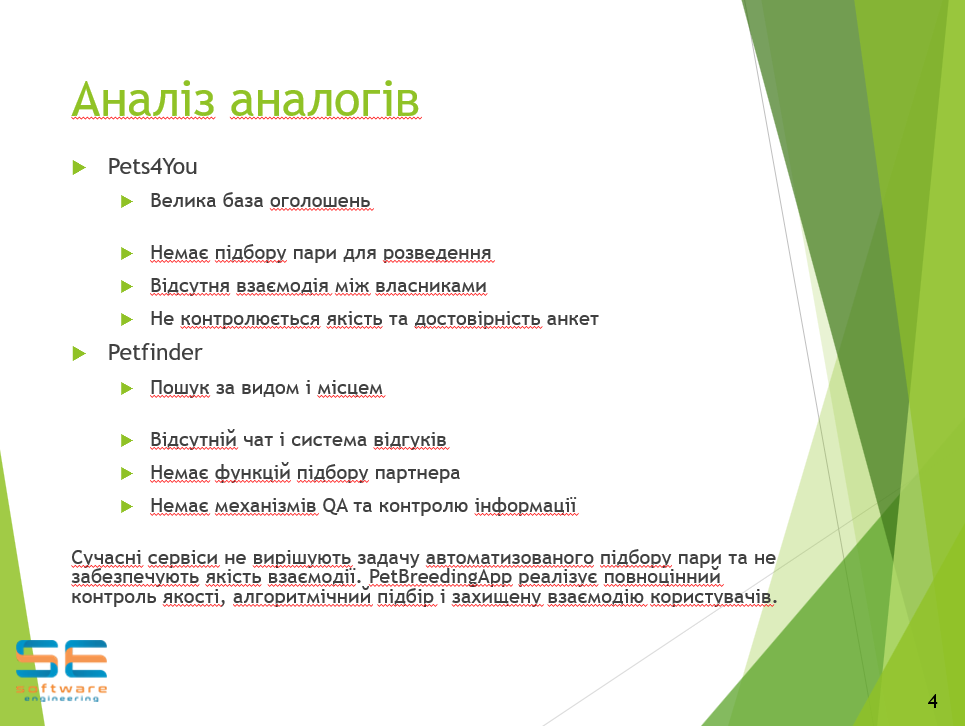 Аналіз аналогів
Pets4You
Велика база оголошень
Немає підбору пари для розведення
Відсутня взаємодія між власниками
Не контролюється якість та достовірність анкет
Petfinder
Пошук за видом і місцем
Відсутній чат і система відгуків
Немає функцій підбору партнера
Немає механізмів QA та контролю інформації
Сучасні сервіси не вирішують задачу автоматизованого підбору пари та не
забезпечують якість взаємодії. PetBreedingApp реалізує повноцінний
контроль якості, алгоритмічний підбір і захищену взаємодію користувачів.
SE
software
engineering
4